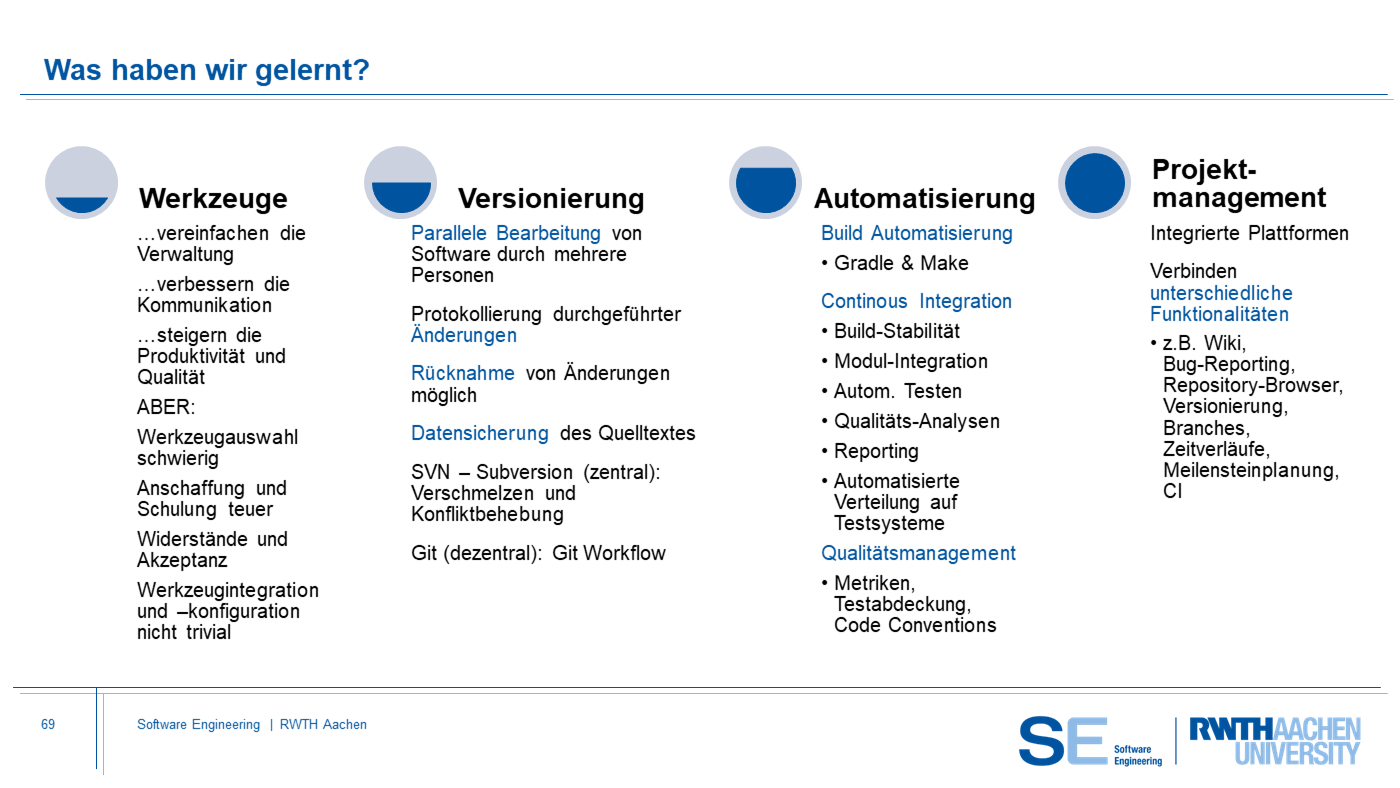 Was haben wir gelernt?
Werkzeuge
…vereinfachen die
Verwaltung
…verbessern die
Kommunikation
…steigern die
Produktivität und
Qualität
ABER:
Werkzeugauswahl
schwierig
Anschaffung und
Schulung teuer
Widerstände und
Akzeptanz
Werkzeugintegration
und –konfiguration
nicht trivial
Versionierung
Parallele Bearbeitung von
Software durch mehrere
Personen
Protokollierung durchgeführter
Änderungen
Rücknahme von Änderungen
möglich
Datensicherung des Quelltextes
SVN – Subversion (zentral):
Verschmelzen und
Konfliktbehebung
Git (dezentral): Git Workflow
Automatisierung
Build Automatisierung
• Gradle & Make
Continous Integration
• Build-Stabilität
• Modul-Integration
• Autom. Testen
• Qualitäts-Analysen
• Reporting
• Automatisierte
Verteilung auf
Testsysteme
Qualitätsmanagement
• Metriken,
Testabdeckung,
Code Conventions
Projekt-
management
Integrierte Plattformen
Verbinden
unterschiedliche
Funktionalitäten
• z.B. Wiki,
Bug-Reporting,
Repository-Browser,
Versionierung,
Branches,
Zeitverläufe,
Meilensteinplanung,
CI
69
Software Engineering | RWTH Aachen
SE Software
Engineering
RWTHAACHEN
UNIVERSITY